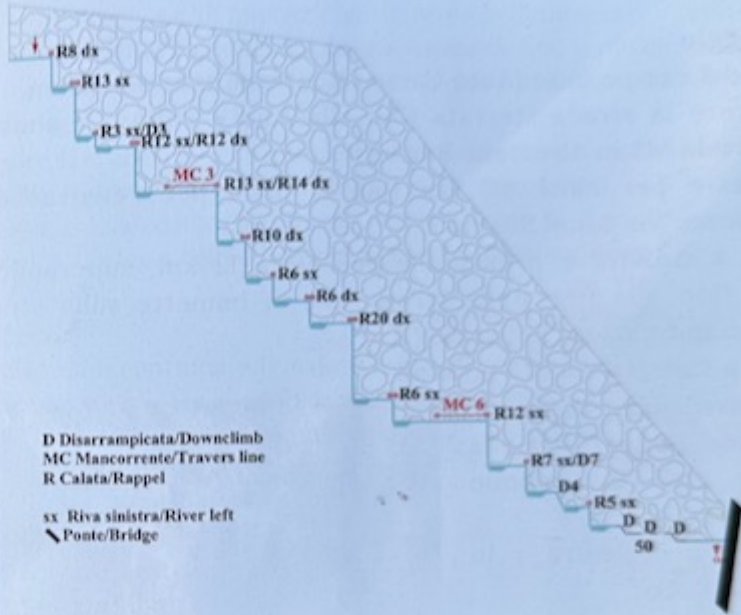 R8 dx
R13 sx
R3 sx/D3
R12 sx/R12 dx
MC 3
R13 sx/R14 dx
R10 dx
R6 sx
R6 dx
R20 dx
R6 sx
MC 6
R12 sx
R7 sx/D7
D4
R5 sx
D D D
50
D Disarrampicata/Downclimb
MC Mancorrente/Travers line
R Calata/Rappel
sx Riva sinistra/River left
Ponte/Bridge